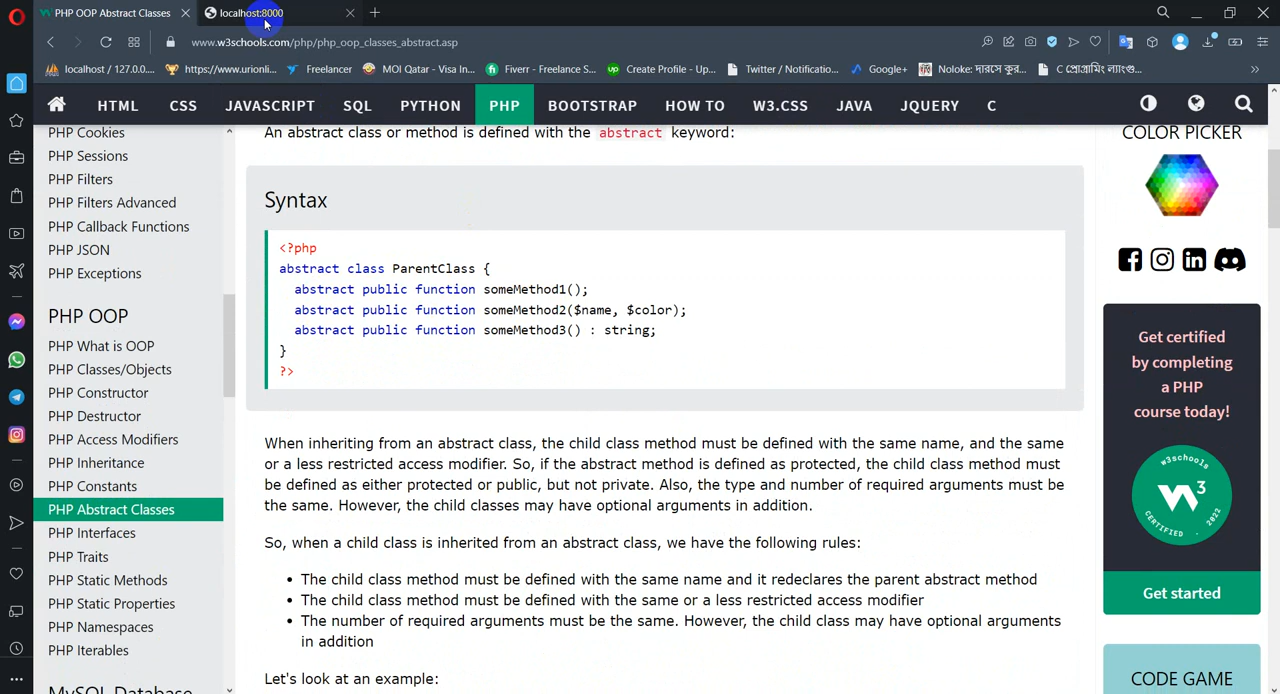 PHP OOP Abstract Classes
localhost:8000
www.w3schools.com/php/php_oop_classes_abstract.asp
localhost / 127.0.0....
https://www.urionli...
Freelancer
MOI Qatar - Visa In...
Fiverr - Freelance S...
up Create Profile - Up...
Twitter / Notificatio...
Google+
Noloke: দারসে কুর...
C প্রোগ্রামিং ল্যাংগু...
HTML
CSS
JAVASCRIPT
SQL
PYTHON
PHP
BOOTSTRAP
HOW TO
W3.CSS
JAVA
JQUERY
C
PHP Cookies
PHP Sessions
PHP Filters
PHP Filters Advanced
PHP Callback Functions
PHP JSON
PHP Exceptions
PHP OOP
PHP What is OOP
PHP Classes/Objects
PHP Constructor
PHP Destructor
PHP Access Modifiers
PHP Inheritance
PHP Constants
PHP Abstract Classes
PHP Interfaces
PHP Traits
PHP Static Methods
PHP Static Properties
PHP Namespaces
PHP Iterables
MySQL Database
An abstract class or method is defined with the abstract keyword:
Syntax
<?php
abstract class ParentClass {
  abstract public function someMethod1();
  abstract public function someMethod2($name, $color);
  abstract public function someMethod3() : string;
}
?>
When inheriting from an abstract class, the child class method must be defined with the same name, and the same
or a less restricted access modifier. So, if the abstract method is defined as protected, the child class method must
be defined as either protected or public, but not private. Also, the type and number of required arguments must be
the same. However, the child classes may have optional arguments in addition.
So, when a child class is inherited from an abstract class, we have the following rules:
• The child class method must be defined with the same name and it redeclares the parent abstract method
• The child class method must be defined with the same or a less restricted access modifier
• The number of required arguments must be the same. However, the child class may have optional arguments
in addition
Let's look at an example:
COLOR PICKER
Get certified
by completing
a PHP
course today!
w3schools
W3
CERTIFIED . 2022
Get started
CODE GAME